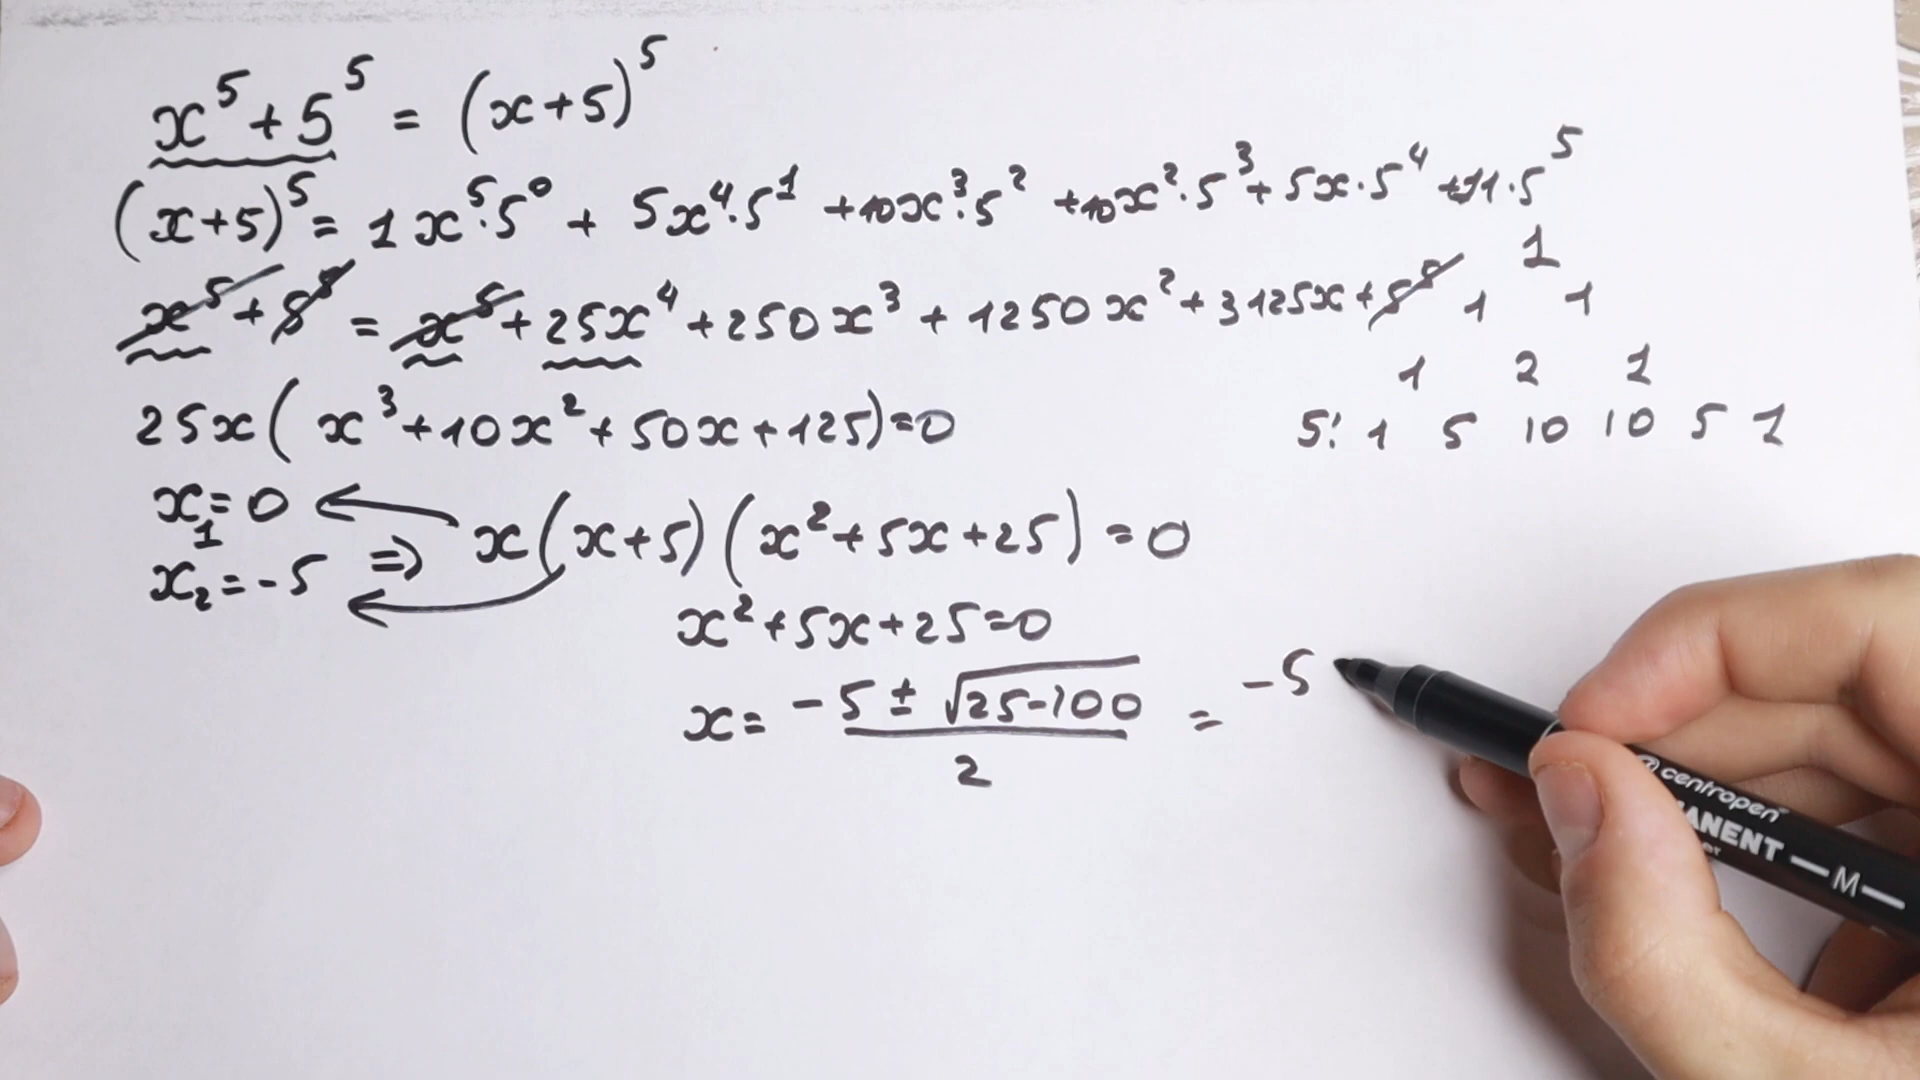 x⁵+5⁵ = (x+5)⁵
(x+5)⁵ = 1x⁵·5⁰ + 5x⁴·5¹ +10x³·5² +10x²·5³+5x·5⁴ +11·5⁵
x⁵+5⁵ = x⁵+25x⁴+250x³+1250x²+3125x+5⁵
1
1 1
1 2 1
5: 1 5 10 10 5 1
25x(x³+10x²+50x+125)=0
x₁=0
x₂=-5 => x(x+5)(x²+5x+25)=0
x²+5x+25=0
x= -5±√25-100 = -5
2
centropen
MANENT — M —